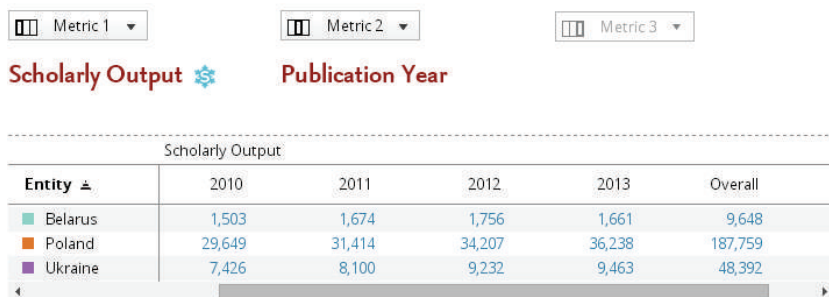 Metric 1 Metric 2 Metric 3
Scholarly Output Publication Year
Scholarly Output
Entity 2010 2011 2012 2013 Overall
Belarus 1,503 1,674 1,756 1,661 9,648
Poland 29,649 31,414 34,207 36,238 187,759
Ukraine 7,426 8,100 9,232 9,463 48,392